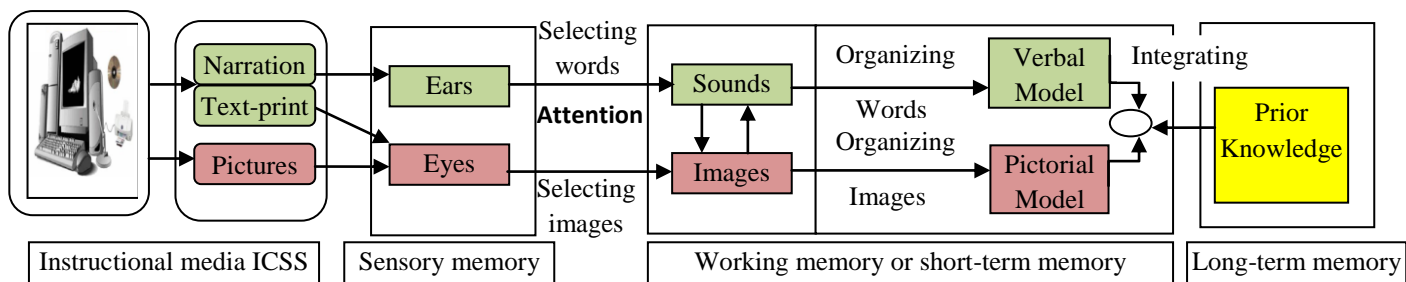 Narration
Text-print
Pictures
Ears
Eyes
Selecting
words
Attention
Selecting
images
Sounds
Images
Organizing
Words
Organizing
Images
Verbal
Model
Pictorial
Model
Integrating
Prior
Knowledge
Instructional media ICSS
Sensory memory
Working memory or short-term memory
Long-term memory